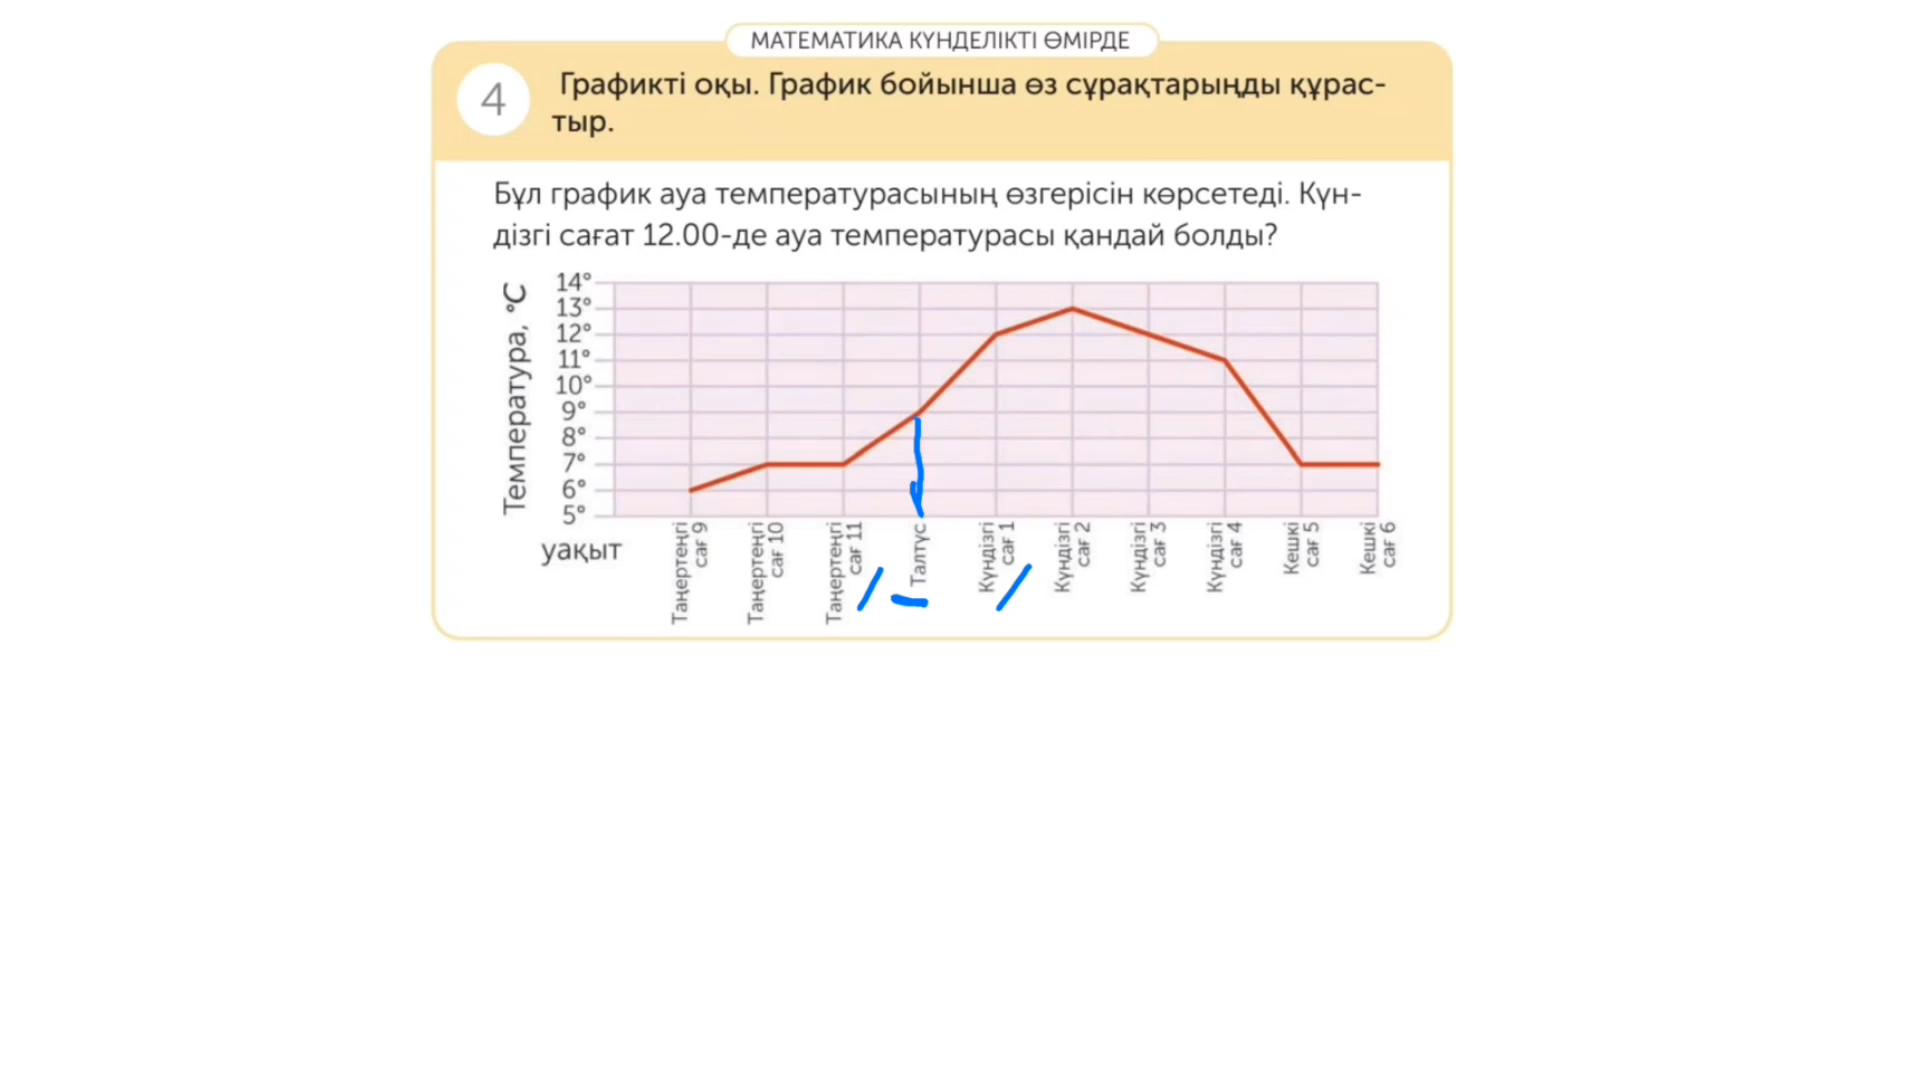 МАТЕМАТИКА КҮНДЕЛІКТІ ӨМІРДЕ
4
Графикті оқы. График бойынша өз сұрақтарыңды құрас-
тыр.
Бұл график ауа температурасының өзгерісін көрсетеді. Күн-
дізгі сағат 12.00-де ауа температурасы қандай болды?
Температура, °C
14°
13°
12°
11°
10°
9°
8°
7°
6°
5°
уақыт
Таңертеңгі
сағ 9
Таңертеңгі
сағ 10
Таңертеңгі
сағ 11
Талтүс
Күндізгі
сағ 1
Күндізгі
сағ 2
Күндізгі
сағ 3
Күндізгі
сағ 4
Кешкі
сағ 5
Кешкі
сағ 6